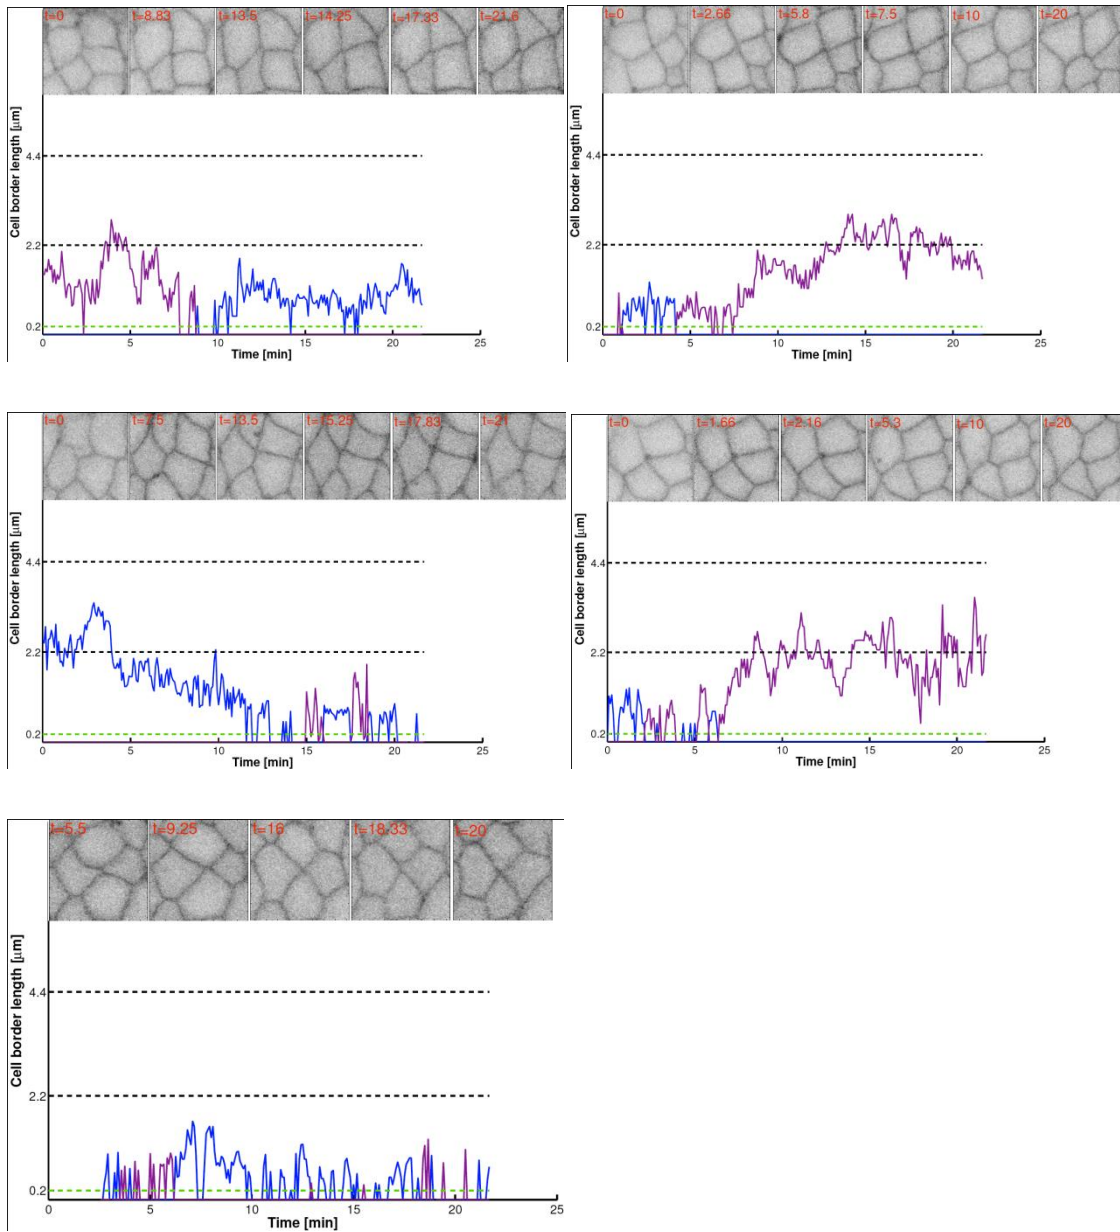 t=0 t=8.83 t=13.5 t=14.25 t=17.33 t=21.6
Cell border length [μm]
4.4
2.2
0.2
0 5 10 15 20 25
Time [min]
t=0 t=2.66 t=5.8 t=7.5 t=10 t=20
Cell border length [μm]
4.4
2.2
0.2
0 5 10 15 20 25
Time [min]
t=0 t=7.5 t=13.5 t=15.25 t=17.83 t=21
Cell border length [μm]
4.4
2.2
0.2
0 5 10 15 20 25
Time [min]
t=0 t=1.66 t=2.16 t=5.3 t=10 t=20
Cell border length [μm]
4.4
2.2
0.2
0 5 10 15 20 25
Time [min]
t=5.5 t=9.25 t=16 t=18.33 t=20
Cell border length [μm]
4.4
2.2
0.2
0 5 10 15 20 25
Time [min]